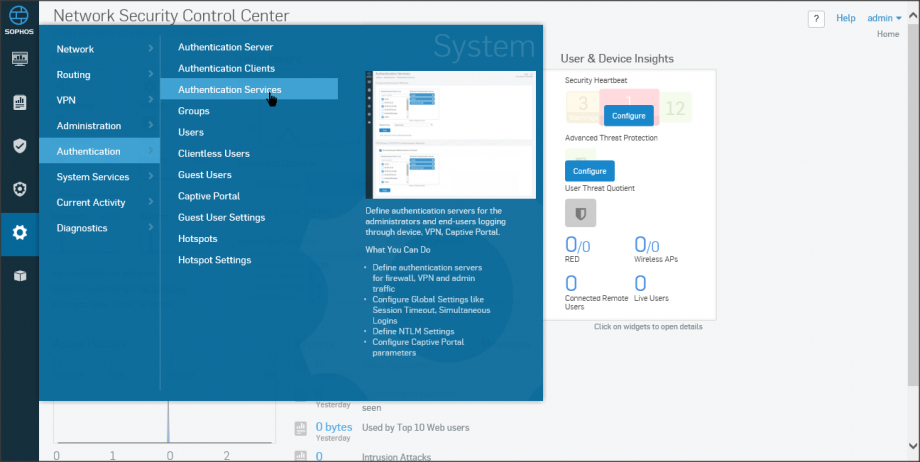 Network Security Control Center
?
Help
admin
Home
SOPHOS
System
Network
Routing
VPN
Administration
Authentication
System Services
Current Activity
Diagnostics
Authentication Server
Authentication Clients
Authentication Services
Groups
Users
Clientless Users
Guest Users
Captive Portal
Guest User Settings
Hotspots
Hotspot Settings
Define authentication servers for the
administrators and end-users logging
through device, VPN, Captive Portal.
What You Can Do
• Define authentication servers
for firewall, VPN and admin
traffic
• Configure Global Settings like
Session Timeout, Simultaneous
Logins
• Define NTLM Settings
• Configure Captive Portal
parameters
User & Device Insights
Security Heartbeat
3
1
12
Configure
Advanced Threat Protection
Configure
User Threat Quotient
0/0
RED
0/0
Wireless APs
0
Connected Remote
Users
0
Live Users
Click on widgets to open details
Yesterday
seen
0 bytes
Yesterday
Used by Top 10 Web users
0
Intrusion Attacks
0 1 0 2